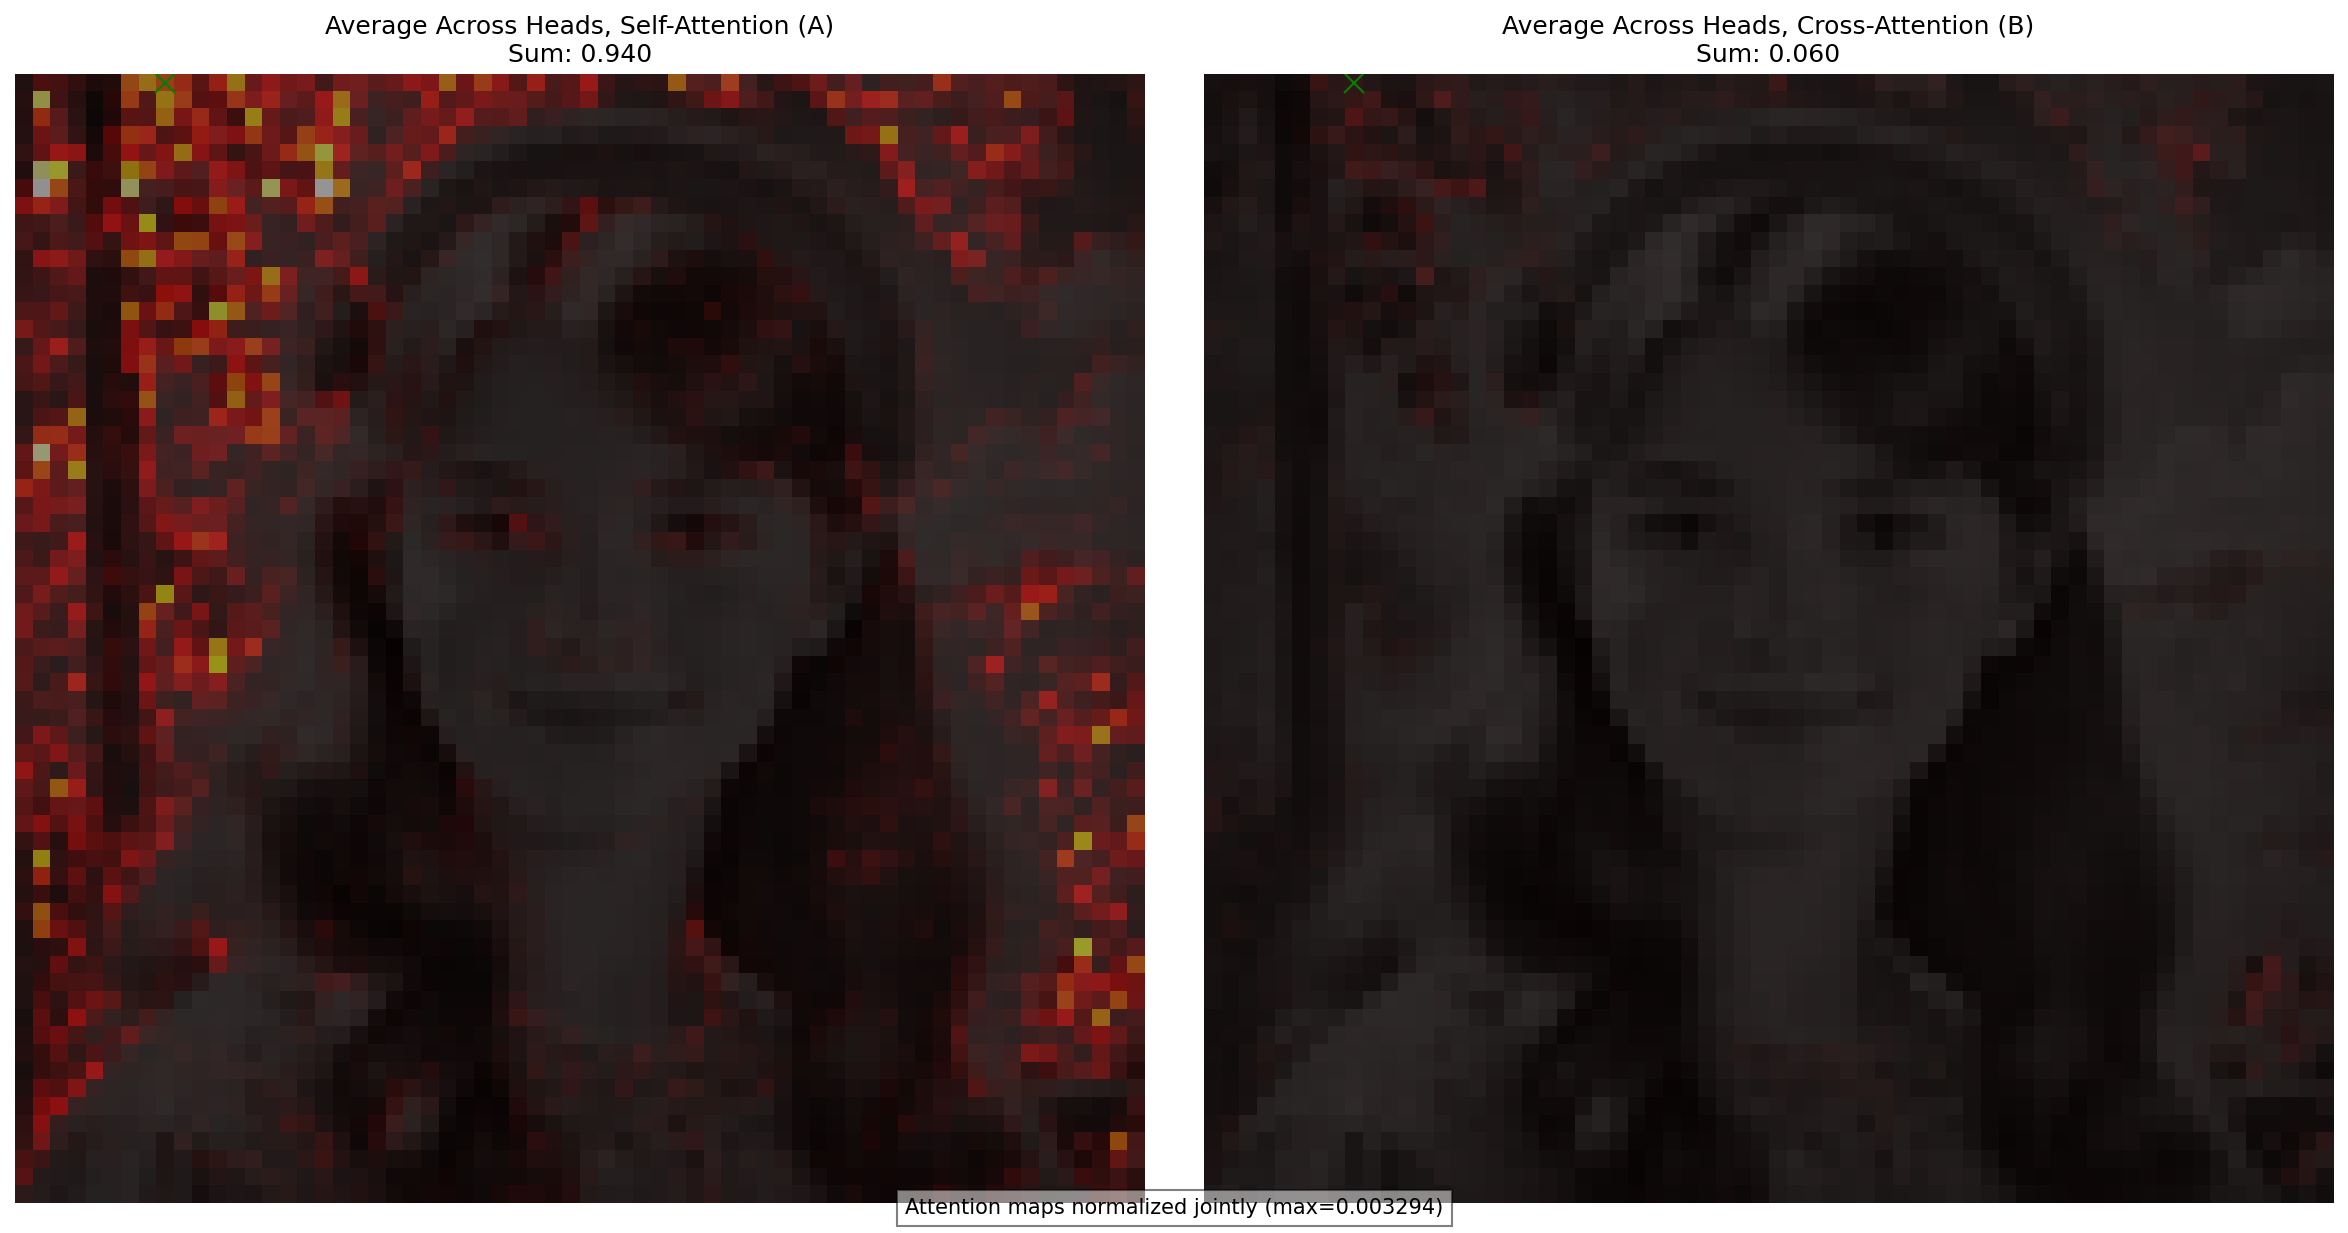 Average Across Heads, Self-Attention (A)
Sum: 0.940
Average Across Heads, Cross-Attention (B)
Sum: 0.060
Attention maps normalized jointly (max=0.003294)